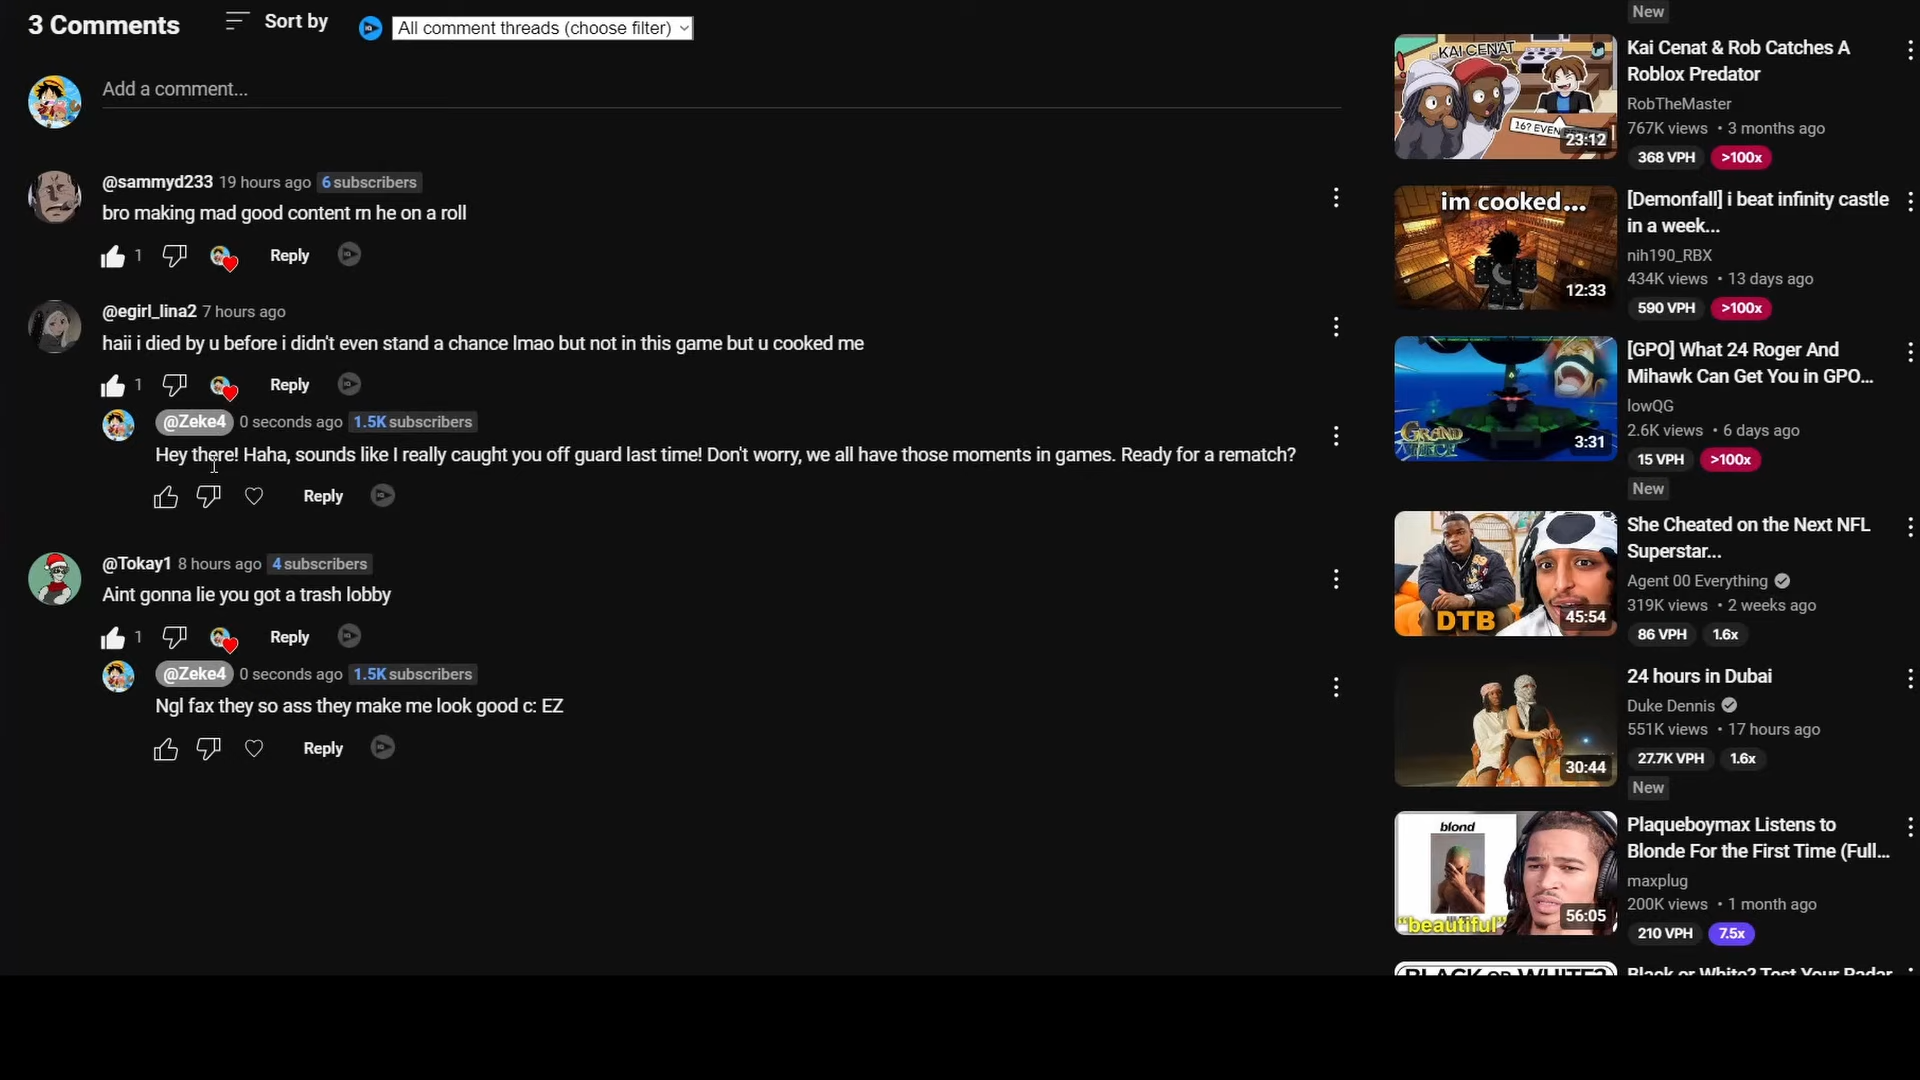 3 Comments
Sort by
All comment threads (choose filter)
Add a comment...
@sammyd233 19 hours ago 6 subscribers
bro making mad good content rn he on a roll
1
Reply
@egirl_lina2 7 hours ago
haii i died by u before i didn't even stand a chance lmao but not in this game but u cooked me
1
Reply
@Zeke4 0 seconds ago 1.5K subscribers
Hey there! Haha, sounds like I really caught you off guard last time! Don't worry, we all have those moments in games. Ready for a rematch?
Reply
@Tokay1 8 hours ago 4 subscribers
Aint gonna lie you got a trash lobby
1
Reply
@Zeke4 0 seconds ago 1.5K subscribers
Ngl fax they so ass they make me look good c: EZ
Reply
New
KAI CENAT
16? EVEN
23:12
Kai Cenat & Rob Catches A
Roblox Predator
RobTheMaster
767K views • 3 months ago
368 VPH >100x
im cooked...
12:33
[Demonfall] i beat infinity castle
in a week...
nih190_RBX
434K views • 13 days ago
590 VPH >100x
GRAND
3:31
[GPO] What 24 Roger And
Mihawk Can Get You in GPO...
lowQG
2.6K views • 6 days ago
15 VPH >100x
New
DTB
45:54
She Cheated on the Next NFL
Superstar...
Agent 00 Everything
319K views • 2 weeks ago
86 VPH 1.6x
30:44
24 hours in Dubai
Duke Dennis
551K views • 17 hours ago
27.7K VPH 1.6x
New
blond
"beautiful"
56:05
Plaqueboymax Listens to
Blonde For the First Time (Full...
maxplug
200K views • 1 month ago
210 VPH 7.5x
BLACK OR WHITE?
Black or White? Test Your Radar